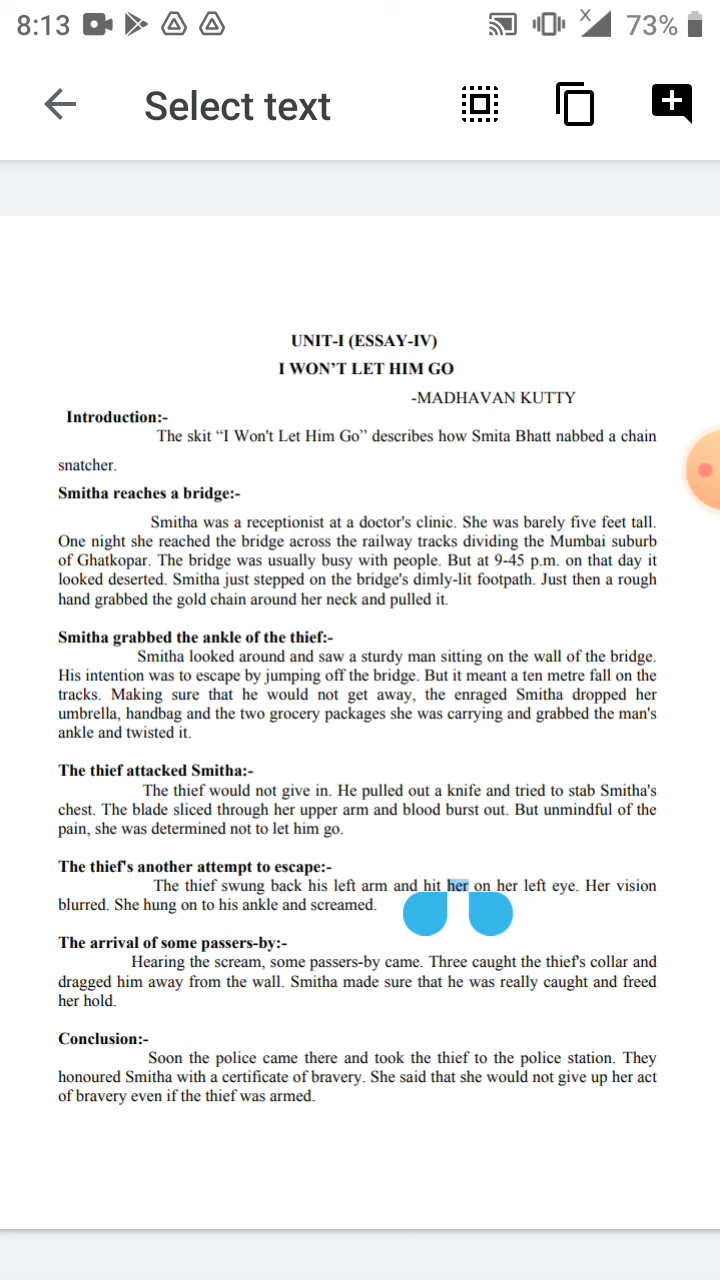 8:13
73%
Select text
UNIT-I (ESSAY-IV)
I WON'T LET HIM GO
-MADHAVAN KUTTY
Introduction:-
The skit “I Won't Let Him Go” describes how Smita Bhatt nabbed a chain
snatcher.
Smitha reaches a bridge:-
Smitha was a receptionist at a doctor's clinic. She was barely five feet tall.
One night she reached the bridge across the railway tracks dividing the Mumbai suburb
of Ghatkopar. The bridge was usually busy with people. But at 9-45 p.m. on that day it
looked deserted. Smitha just stepped on the bridge's dimly-lit footpath. Just then a rough
hand grabbed the gold chain around her neck and pulled it.
Smitha grabbed the ankle of the thief:-
Smitha looked around and saw a sturdy man sitting on the wall of the bridge.
His intention was to escape by jumping off the bridge. But it meant a ten metre fall on the
tracks. Making sure that he would not get away, the enraged Smitha dropped her
umbrella, handbag and the two grocery packages she was carrying and grabbed the man's
ankle and twisted it.
The thief attacked Smitha:-
The thief would not give in. He pulled out a knife and tried to stab Smitha's
chest. The blade sliced through her upper arm and blood burst out. But unmindful of the
pain, she was determined not to let him go.
The thief's another attempt to escape:-
The thief swung back his left arm and hit her on her left eye. Her vision
blurred. She hung on to his ankle and screamed.
The arrival of some passers-by:-
Hearing the scream, some passers-by came. Three caught the thief's collar and
dragged him away from the wall. Smitha made sure that he was really caught and freed
her hold.
Conclusion:-
Soon the police came there and took the thief to the police station. They
honoured Smitha with a certificate of bravery. She said that she would not give up her act
of bravery even if the thief was armed.